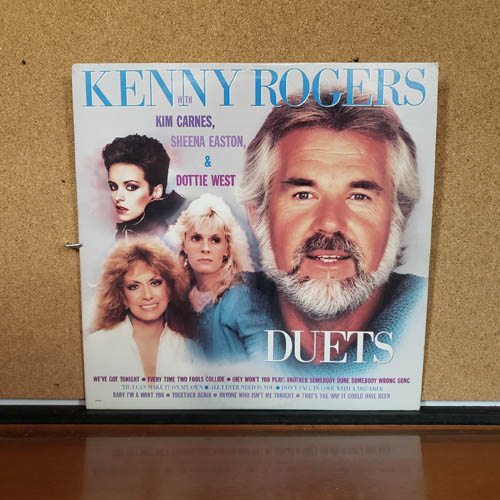 KENNY ROGERS
WITH
KIM CARNES,
SHEENA EASTON,
&
DOTTIE WEST
DUETS
WE'VE GOT TONIGHT • EVERY TIME TWO FOOLS COLLIDE • (HEY WON'T YOU PLAY) ANOTHER SOMEBODY DONE SOMEBODY WRONG SONG
'TIL I CAN MAKE IT ON MY OWN • ALL I EVER NEED IS YOU • DON'T FALL IN LOVE WITH A DREAMER
BABY I'M A WANT YOU • TOGETHER AGAIN • ANYONE WHO ISN'T ME TONIGHT • THAT'S THE WAY IT COULD HAVE BEEN